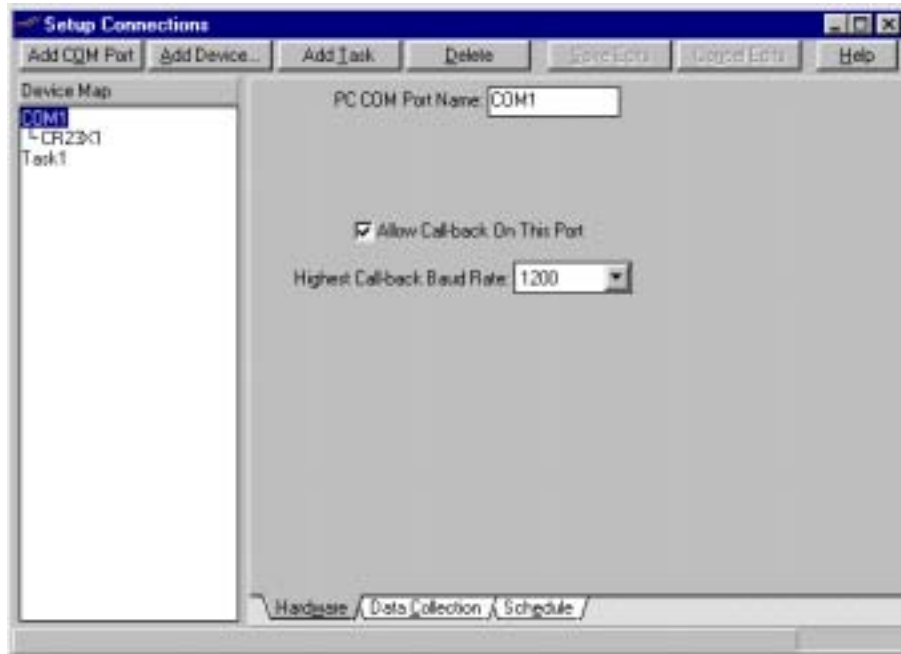 Setup Connections
Add COM Port Add Device... Add Task Delete Save Edits Cancel Edits Help
Device Map
COM1
CR23X1
Task1
PC COM Port Name: COM1
Allow Call-back On This Port
Highest Call-back Baud Rate: 1200
Hardware Data Collection Schedule